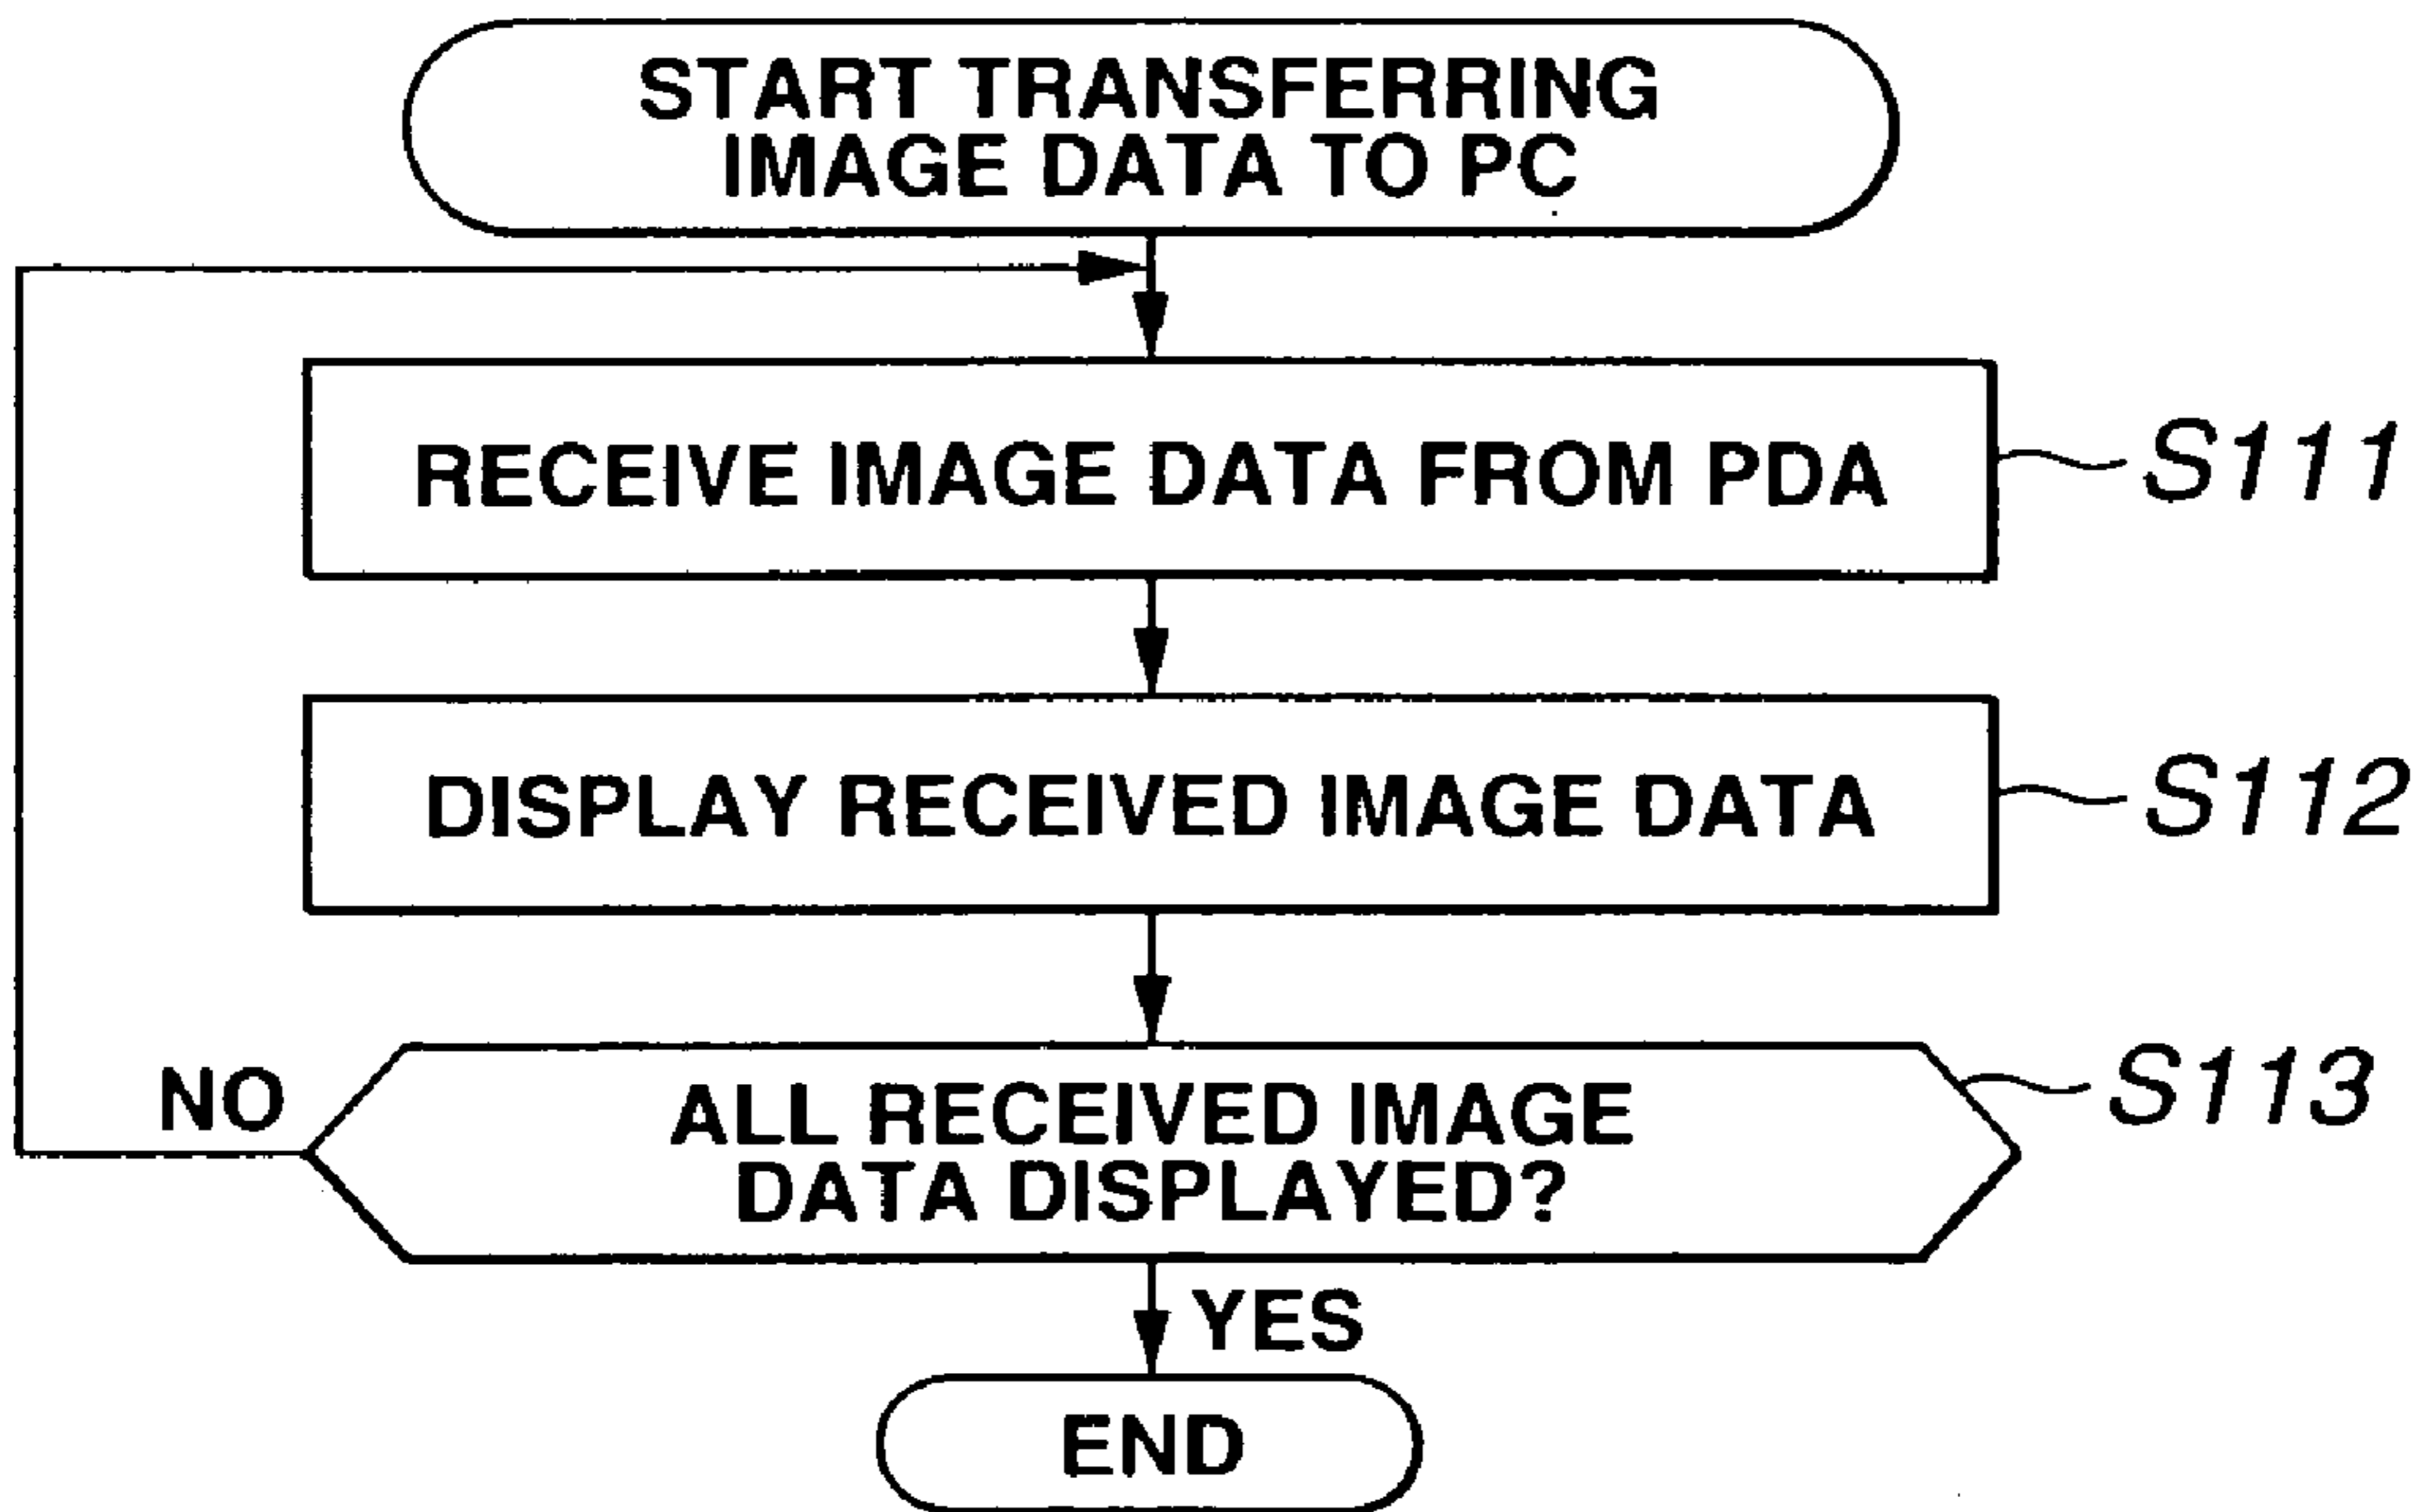 START TRANSFERRING
IMAGE DATA TO PC
RECEIVE IMAGE DATA FROM PDA
S111
DISPLAY RECEIVED IMAGE DATA
S112
NO
ALL RECEIVED IMAGE
DATA DISPLAYED?
S113
YES
END